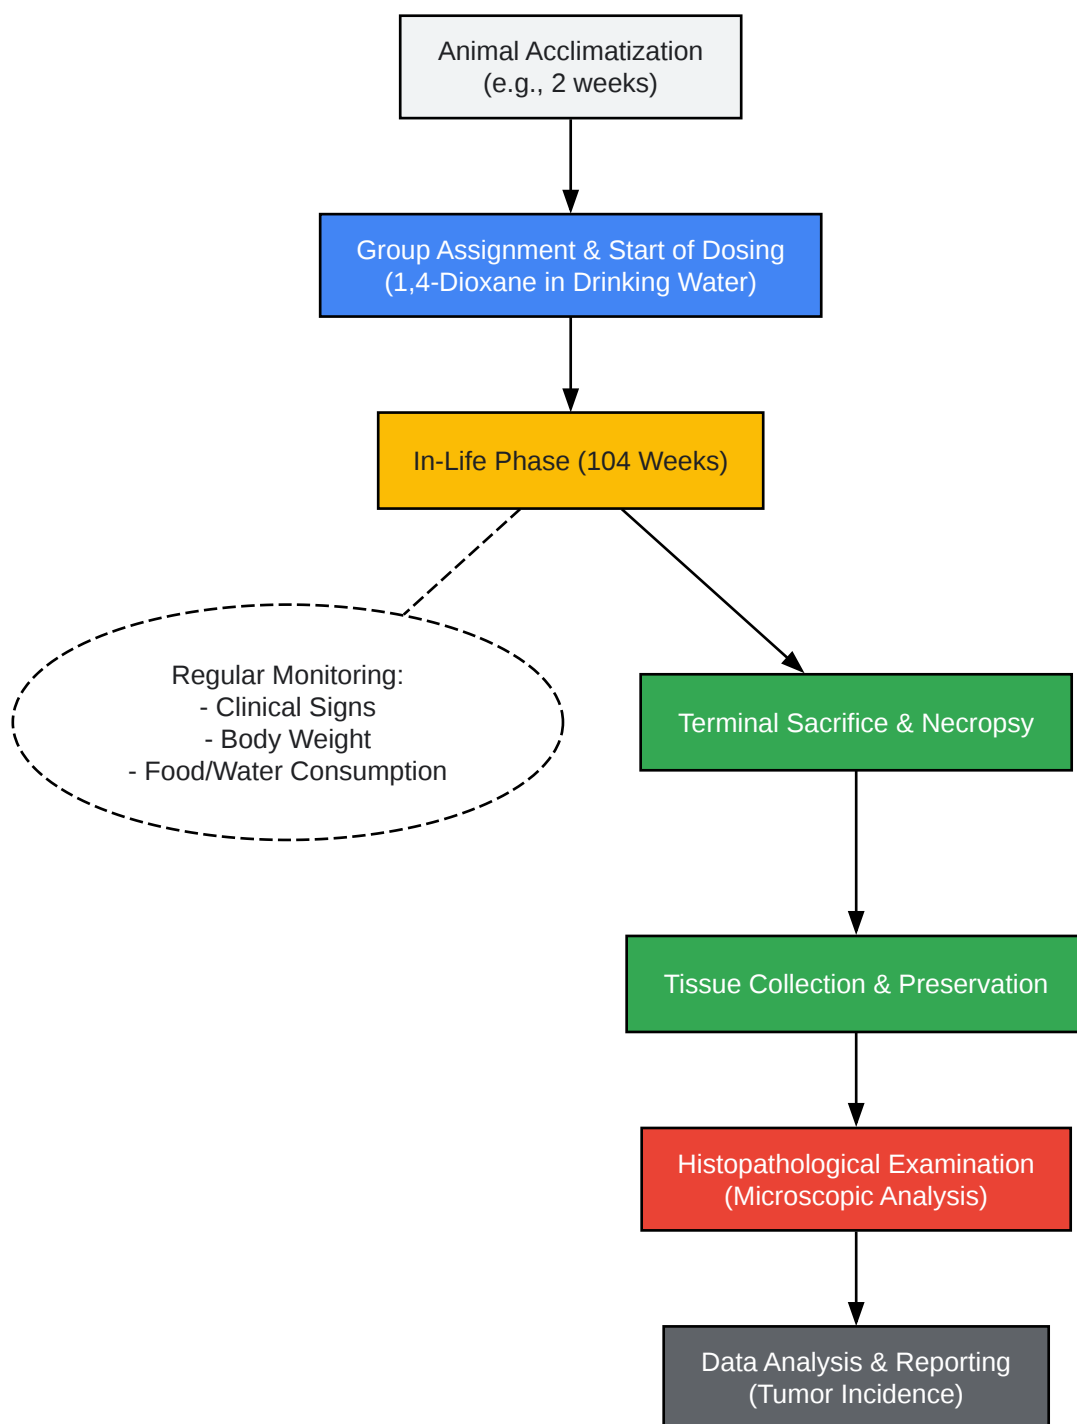 Animal Acclimatization
(e.g., 2 weeks)
Group Assignment & Start of Dosing
(1,4-Dioxane in Drinking Water)
In-Life Phase (104 Weeks)
Regular Monitoring:
- Clinical Signs
- Body Weight
- Food/Water Consumption
Terminal Sacrifice & Necropsy
Tissue Collection & Preservation
Histopathological Examination
(Microscopic Analysis)
Data Analysis & Reporting
(Tumor Incidence)